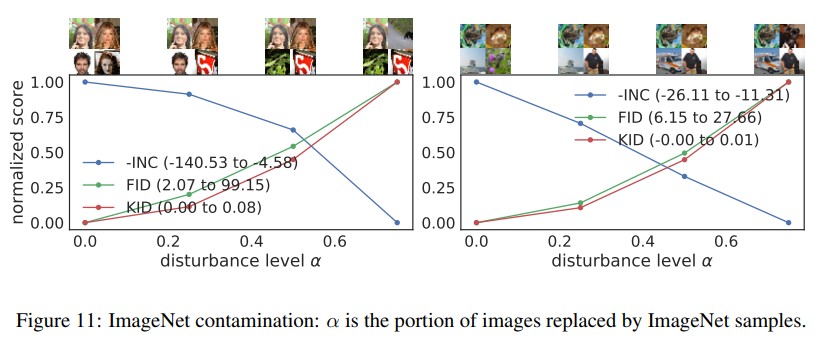 1.00
0.75
0.50
0.25
0.00
normalized score
-INC (-140.53 to -4.58)
FID (2.07 to 99.15)
KID (0.00 to 0.08)
0.0 0.2 0.4 0.6
disturbance level α
1.00
0.75
0.50
0.25
0.00
-INC (-26.11 to -11.31)
FID (6.15 to 27.66)
KID (-0.00 to 0.01)
0.0 0.2 0.4 0.6
disturbance level α
Figure 11: ImageNet contamination: α is the portion of images replaced by ImageNet samples.